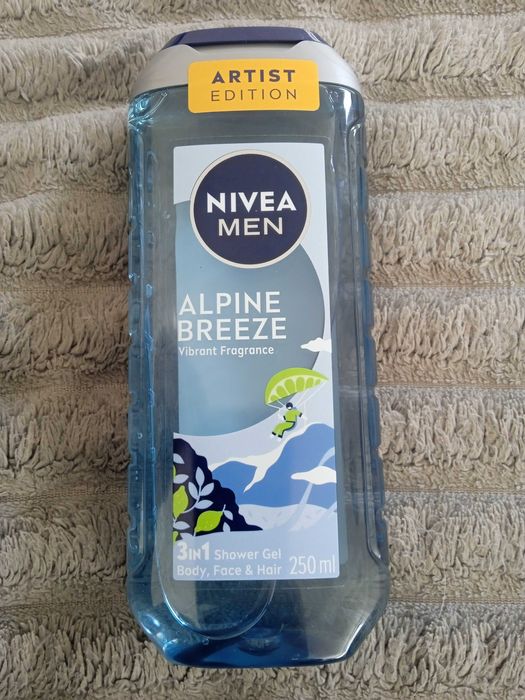 ARTIST
EDITION
NIVEA
MEN
ALPINE
BREEZE
Vibrant Fragrance
3IN1 Shower Gel
Body, Face & Hair 250 ml